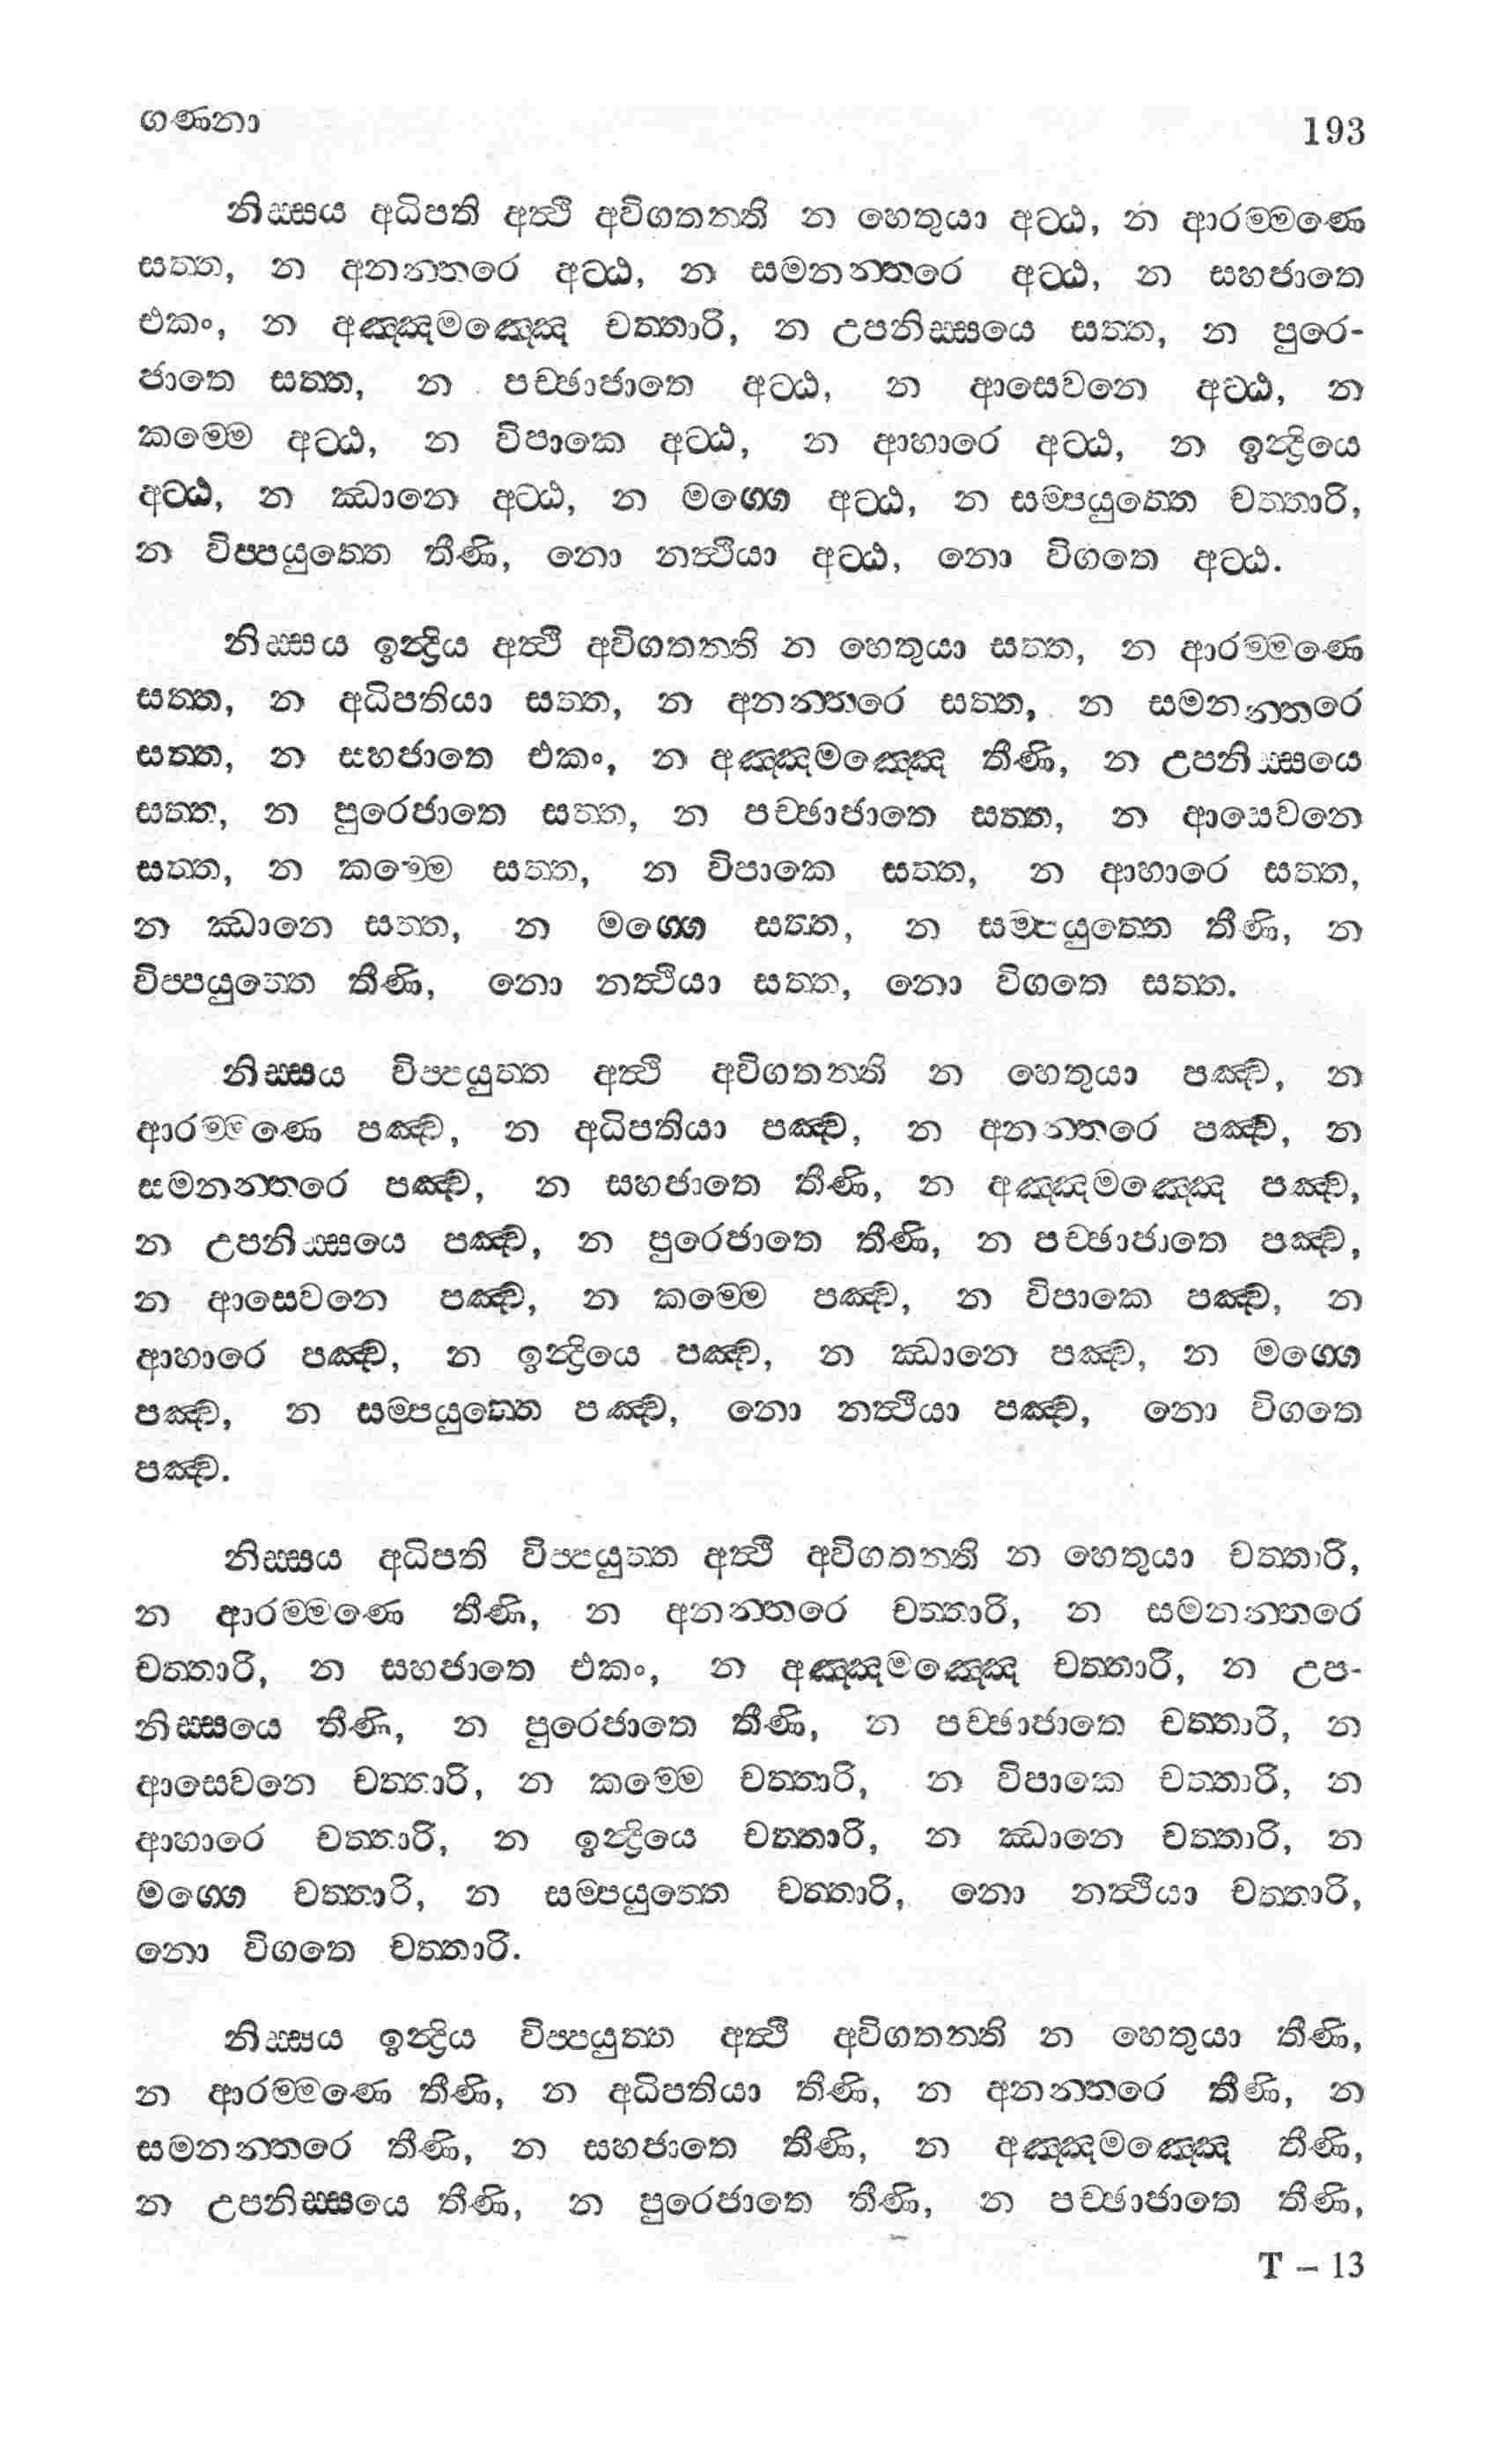 ගණනා
193
නිස්සය අධිපති අත්ථි අවිගතන්ති න හෙතුයා අට්ඨ, න ආරම්මණෙ
සත්ත, න අනන්තරෙ අට්ඨ, න සමනන්තරෙ අට්ඨ, න සහජාතෙ
එකං, න අඤ්ඤමඤ්ඤෙ චත්තාරි, න උපනිස්සයෙ සත්ත, න පුරෙ-
ජාතෙ සත්ත, න පච්ඡාජාතෙ අට්ඨ, න ආසෙවනෙ අට්ඨ, න
කම්මෙ අට්ඨ, න විපාකෙ අට්ඨ, න ආහාරෙ අට්ඨ, න ඉන්ද්‍රියෙ
අට්ඨ, න ඣානෙ අට්ඨ, න මග්ගෙ අට්ඨ, න සම්පයුත්තෙ චත්තාරි,
න විප්පයුත්තෙ තීණි, නො නත්ථියා අට්ඨ, නො විගතෙ අට්ඨ.
නිස්සය ඉන්ද්‍රිය අත්ථි අවිගතන්ති න හෙතුයා සත්ත, න ආරම්මණෙ
සත්ත, න අධිපතියා සත්ත, න අනන්තරෙ සත්ත, න සමනන්තරෙ
සත්ත, න සහජාතෙ එකං, න අඤ්ඤමඤ්ඤෙ තීණි, න උපනිස්සයෙ
සත්ත, න පුරෙජාතෙ සත්ත, න පච්ඡාජාතෙ සත්ත, න ආසෙවනෙ
සත්ත, න කම්මෙ සත්ත, න විපාකෙ සත්ත, න ආහාරෙ සත්ත,
න ඣානෙ සත්ත, න මග්ගෙ සත්ත, න සම්පයුත්තෙ තීණි, න
විප්පයුත්තෙ තීණි, නො නත්ථියා සත්ත, නො විගතෙ සත්ත.
නිස්සය විප්පයුත්ත අත්ථි අවිගතන්ති න හෙතුයා පඤ්ච, න
ආරම්මණෙ පඤ්ච, න අධිපතියා පඤ්ච, න අනන්තරෙ පඤ්ච, න
සමනන්තරෙ පඤ්ච, න සහජාතෙ තීණි, න අඤ්ඤමඤ්ඤෙ පඤ්ච,
න උපනිස්සයෙ පඤ්ච, න පුරෙජාතෙ තීණි, න පච්ඡාජාතෙ පඤ්ච,
න ආසෙවනෙ පඤ්ච, න කම්මෙ පඤ්ච, න විපාකෙ පඤ්ච, න
ආහාරෙ පඤ්ච, න ඉන්ද්‍රියෙ පඤ්ච, න ඣානෙ පඤ්ච, න මග්ගෙ
පඤ්ච, න සම්පයුත්තෙ පඤ්ච, නො නත්ථියා පඤ්ච, නො විගතෙ
පඤ්ච.
නිස්සය අධිපති විප්පයුත්ත අත්ථි අවිගතන්ති න හෙතුයා චත්තාරි,
න ආරම්මණෙ තීණි, න අනන්තරෙ චත්තාරි, න සමනන්තරෙ
චත්තාරි, න සහජාතෙ එකං, න අඤ්ඤමඤ්ඤෙ චත්තාරි, න උප-
නිස්සයෙ තීණි, න පුරෙජාතෙ තීණි, න පච්ඡාජාතෙ චත්තාරි, න
ආසෙවනෙ චත්තාරි, න කම්මෙ චත්තාරි, න විපාකෙ චත්තාරි, න
ආහාරෙ චත්තාරි, න ඉන්ද්‍රියෙ චත්තාරි, න ඣානෙ චත්තාරි, න
මග්ගෙ චත්තාරි, න සම්පයුත්තෙ චත්තාරි, නො නත්ථියා චත්තාරි,
නො විගතෙ චත්තාරි.
නිස්සය ඉන්ද්‍රිය විප්පයුත්ත අත්ථි අවිගතන්ති න හෙතුයා තීණි,
න ආරම්මණෙ තීණි, න අධිපතියා තීණි, න අනන්තරෙ තීණි, න
සමනන්තරෙ තීණි, න සහජාතෙ තීණි, න අඤ්ඤමඤ්ඤෙ තීණි,
න උපනිස්සයෙ තීණි, න පුරෙජාතෙ තීණි, න පච්ඡාජාතෙ තීණි,
T – 13